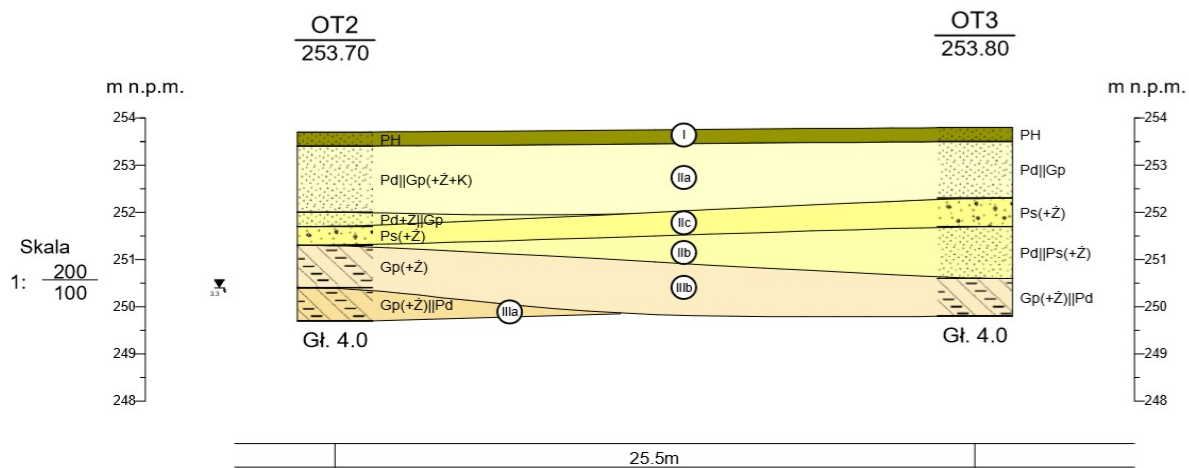 OT2
253.70
OT3
253.80
m n.p.m.
m n.p.m.
254
253
252
251
250
249
248
Skala
1: 200
100
3.3
PH
Pd||Gp(+Ż+K)
Pd+Ż||Gp
Ps(+Ż)
Gp(+Ż)
Gp(+Ż)||Pd
Gł. 4.0
I
IIa
IIc
IIb
IIIb
IIIa
PH
Pd||Gp
Ps(+Ż)
Pd||Ps(+Ż)
Gp(+Ż)||Pd
Gł. 4.0
254
253
252
251
250
249
248
25.5m